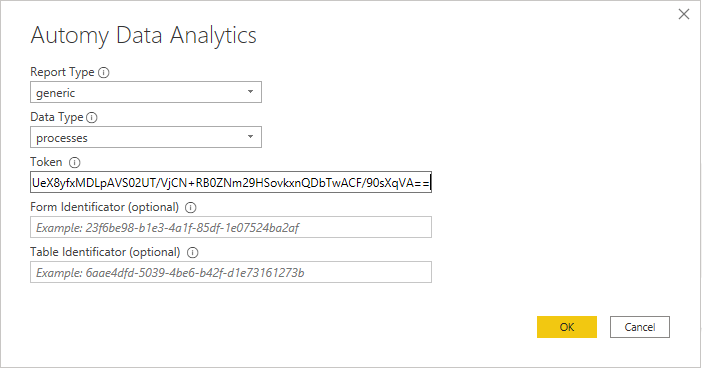 Automy Data Analytics
Report Type
generic
Data Type
processes
Token
UeX8yfxMDLpAVS02UT/VjCN+RB0ZNm29HSovkxnQDbTwACF/90sXqVA==
Form Identificator (optional)
Example: 23f6be98-b1e3-4a1f-85df-1e07524ba2af
Table Identificator (optional)
Example: 6aae4dfd-5039-4be6-b42f-d1e73161273b
OK
Cancel